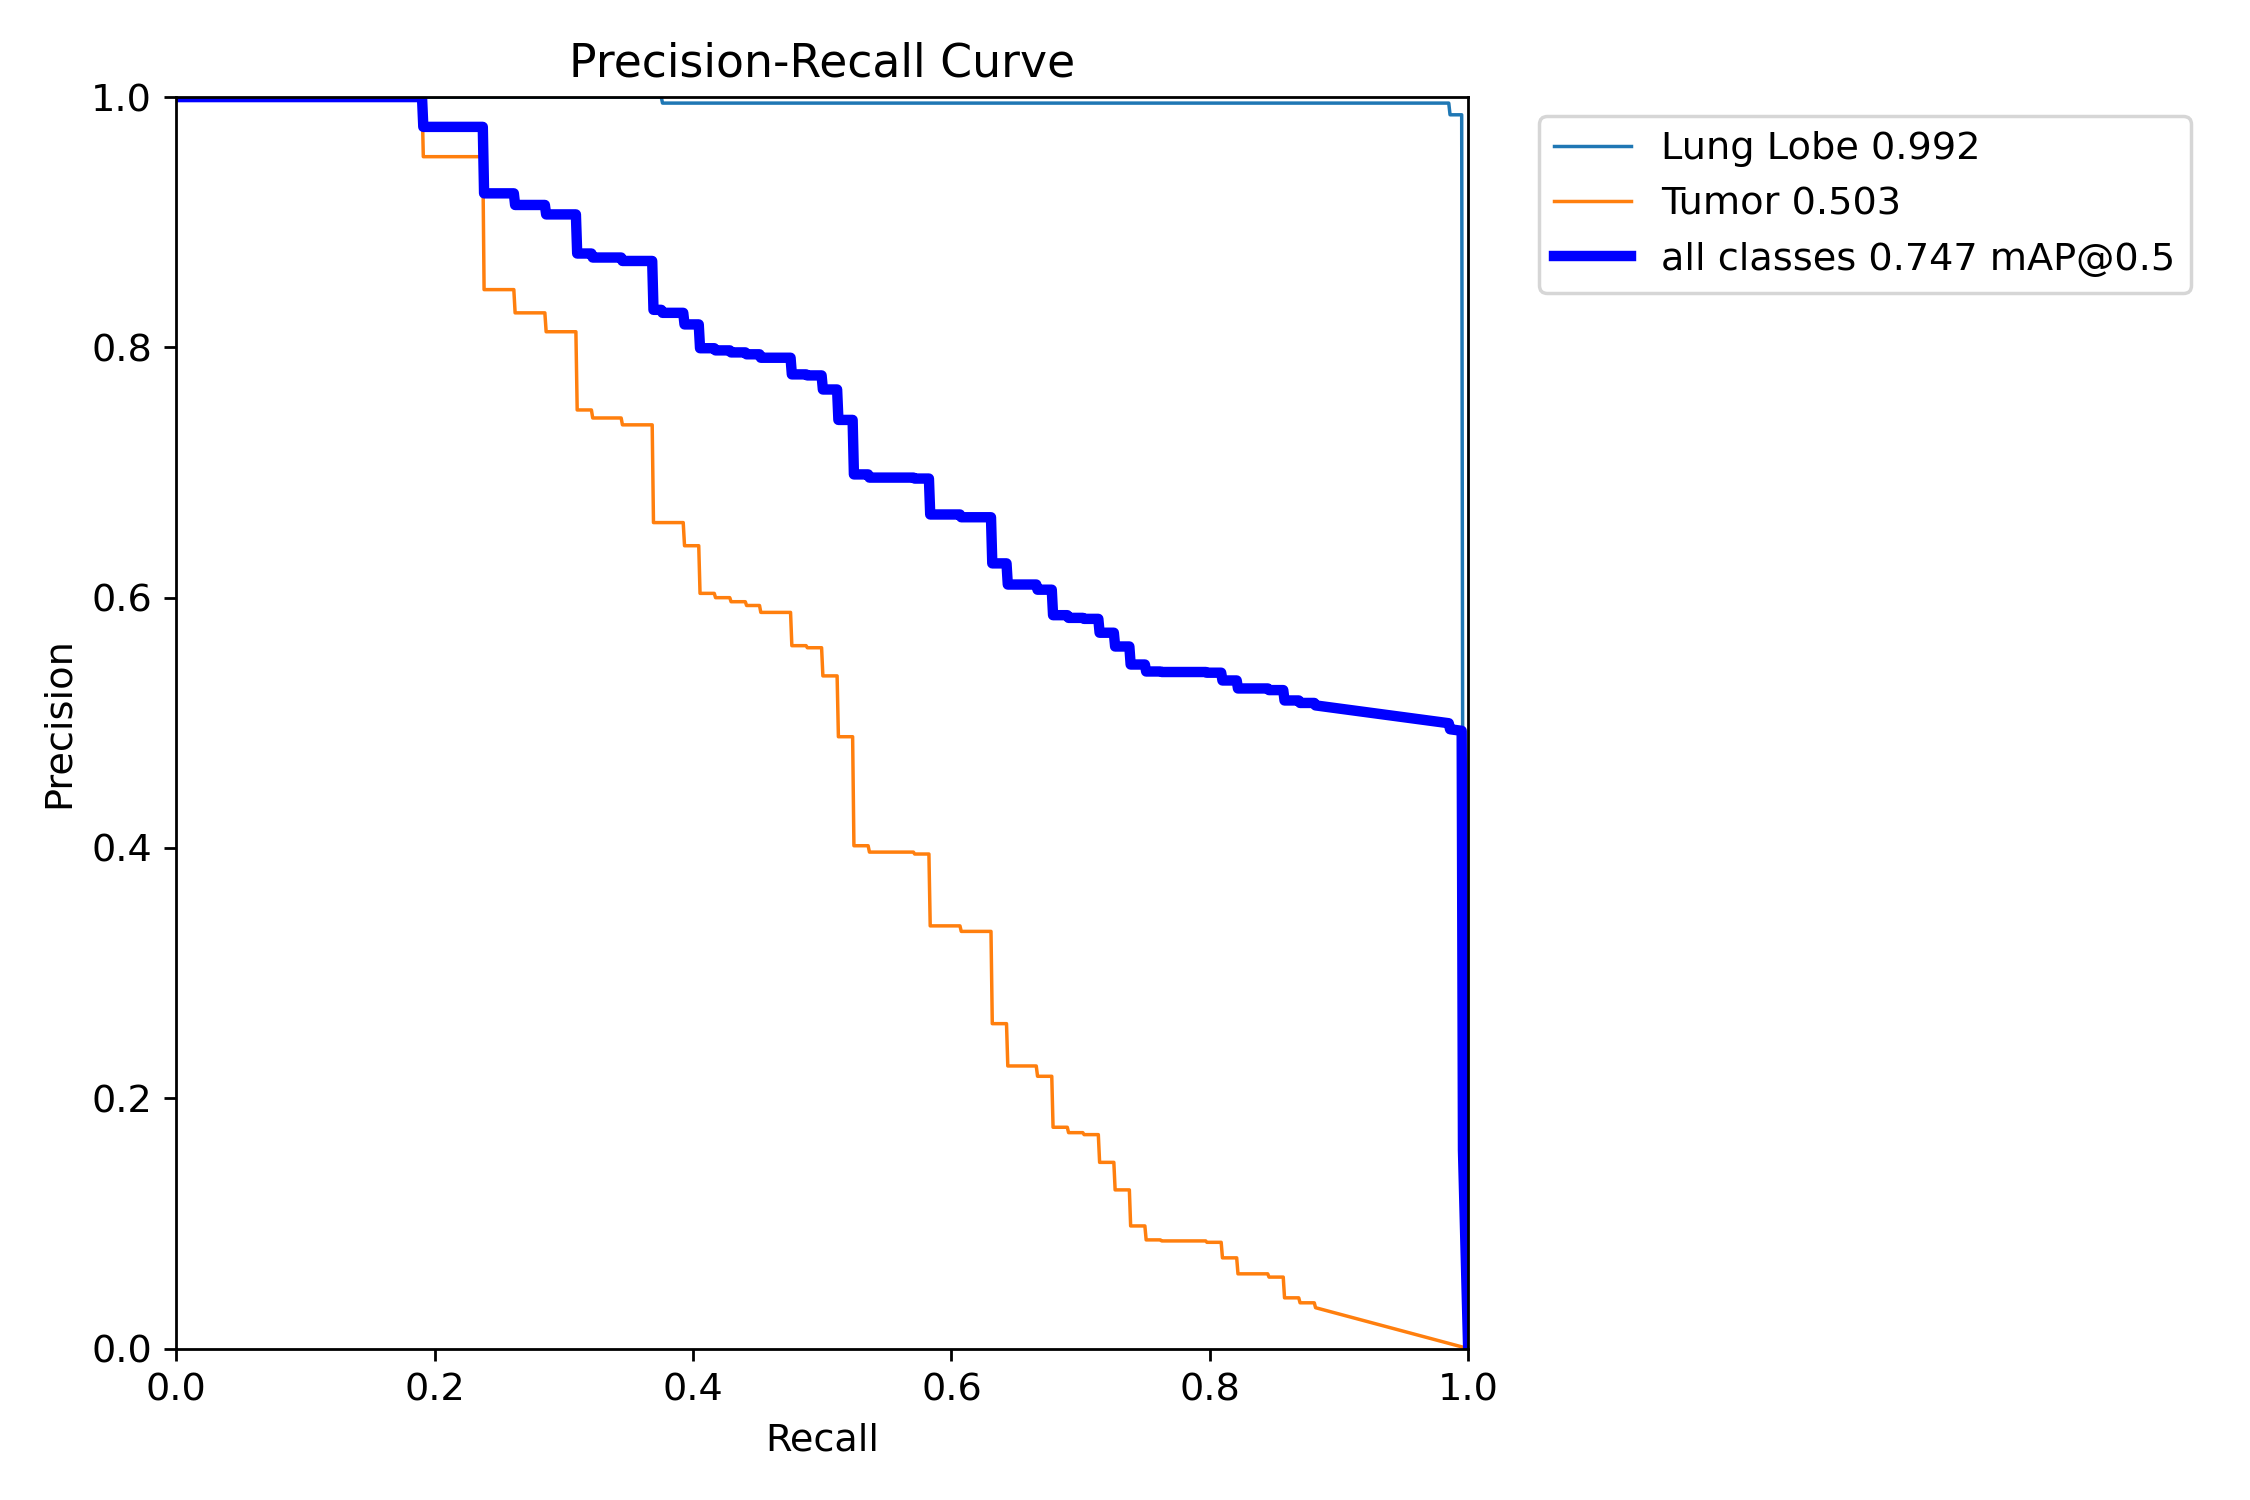 Precision-Recall Curve
1.0
0.8
0.6
0.4
0.2
0.0
Precision
0.0 0.2 0.4 0.6 0.8 1.0
Recall
Lung Lobe 0.992
Tumor 0.503
all classes 0.747 mAP@0.5